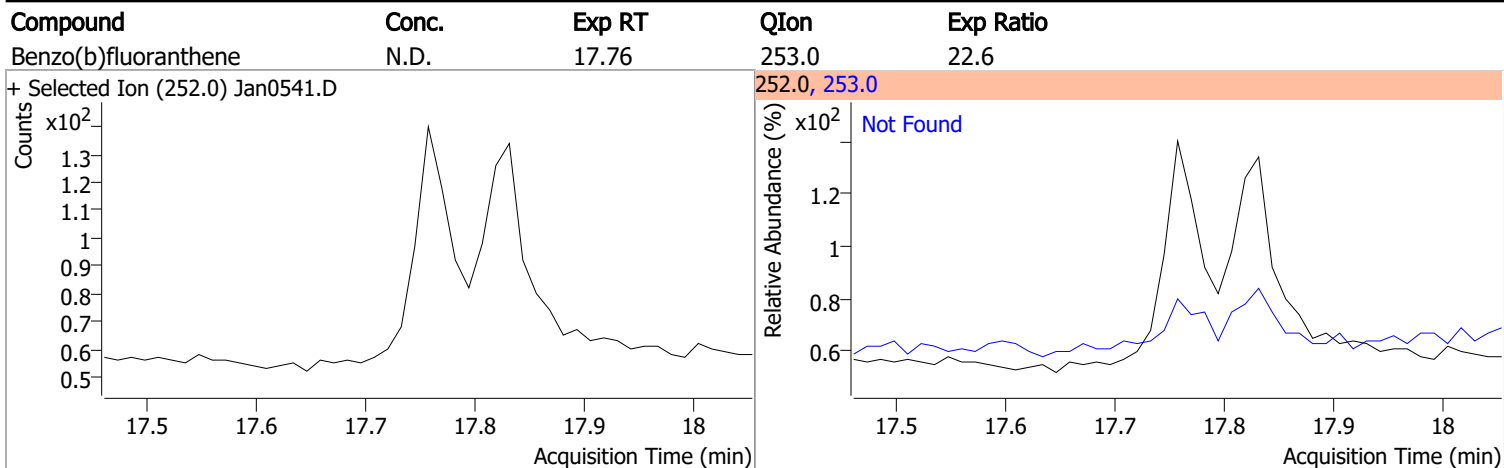 Compound Conc. Exp RT QIon Exp Ratio
Benzo(b)fluoranthene N.D. 17.76 253.0 22.6
+ Selected Ion (252.0) Jan0541.D
Counts
x10²
1.3
1.2
1.1
1
0.9
0.8
0.7
0.6
0.5
17.5 17.6 17.7 17.8 17.9 18
Acquisition Time (min)
252.0, 253.0
Relative Abundance (%)
x10²
Not Found
1.2
1
0.8
0.6
17.5 17.6 17.7 17.8 17.9 18
Acquisition Time (min)